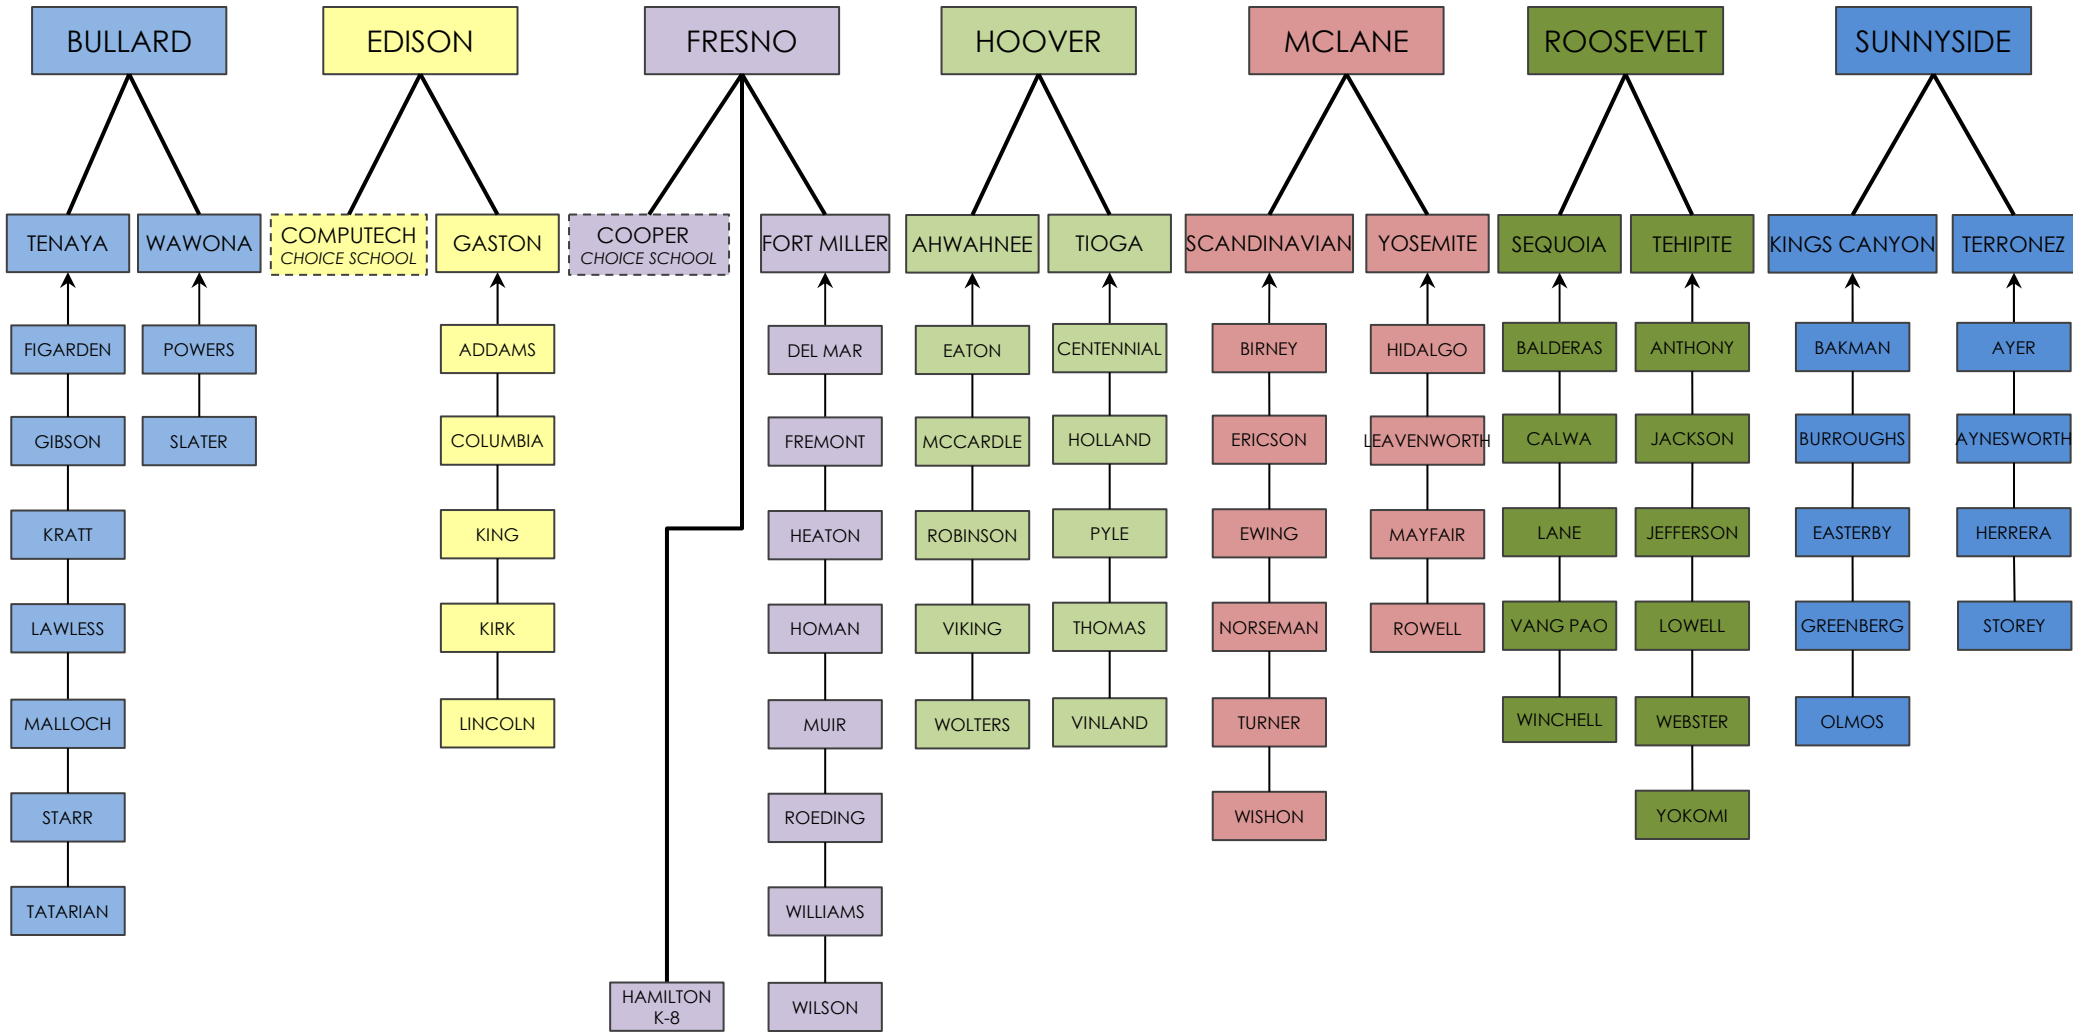 BULLARD
EDISON
FRESNO
HOOVER
MCLANE
ROOSEVELT
SUNNYSIDE
TENAYA
WAWONA
COMPUTECH
CHOICE SCHOOL
GASTON
COOPER
CHOICE SCHOOL
FORT MILLER
AHWAHNEE
TIOGA
SCANDINAVIAN
YOSEMITE
SEQUOIA
TEHIPITE
KINGS CANYON
TERRONEZ
FIGARDEN
POWERS
ADDAMS
DEL MAR
EATON
CENTENNIAL
BIRNEY
HIDALGO
BALDERAS
ANTHONY
BAKMAN
AYER
GIBSON
SLATER
COLUMBIA
FREMONT
MCCARDLE
HOLLAND
ERICSON
LEAVENWORTH
CALWA
JACKSON
BURROUGHS
AYNESWORTH
KRATT
KING
HEATON
ROBINSON
PYLE
EWING
MAYFAIR
LANE
JEFFERSON
EASTERBY
HERRERA
LAWLESS
KIRK
HOMAN
VIKING
THOMAS
NORSEMAN
ROWELL
VANG PAO
LOWELL
GREENBERG
STOREY
MALLOCH
LINCOLN
MUIR
WOLTERS
VINLAND
TURNER
WINCHELL
WEBSTER
OLMOS
STARR
ROEDING
WISHON
YOKOMI
TATARIAN
WILLIAMS
HAMILTON
K-8
WILSON